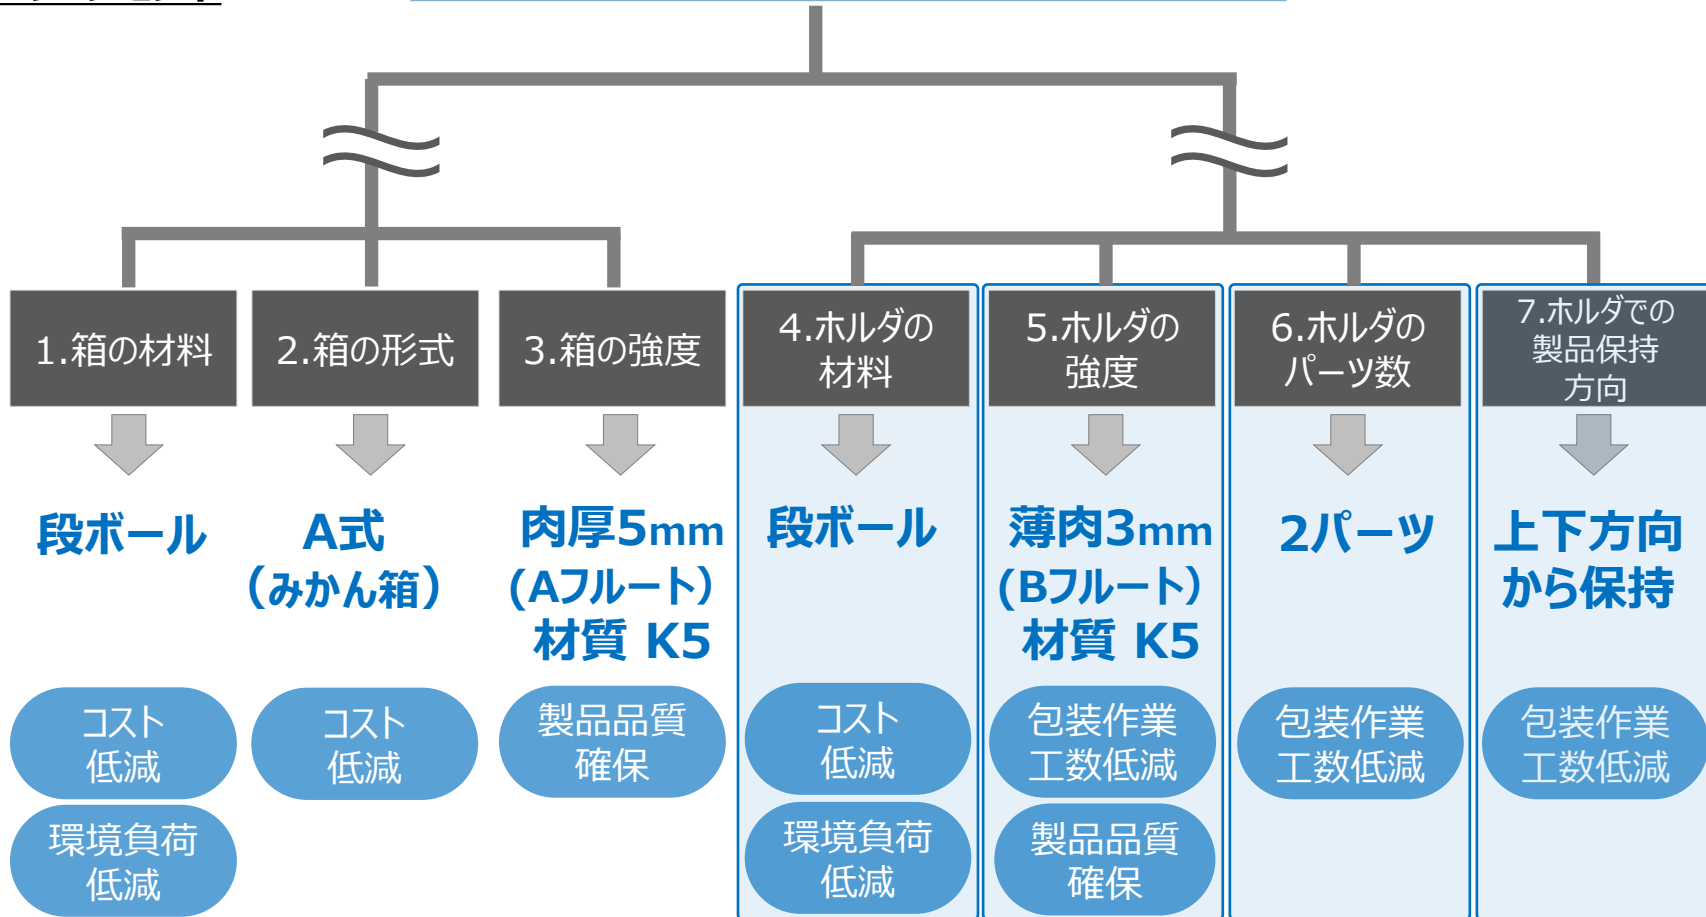 1.箱の材料
2.箱の形式
3.箱の強度
4.ホルダの
材料
5.ホルダの
強度
6.ホルダの
パーツ数
7.ホルダでの
製品保持
方向
段ボール
A式
（みかん箱）
肉厚5mm
(Aフルート）
材質 K5
段ボール
薄肉3mm
(Bフルート）
材質 K5
2パーツ
上下方向
から保持
コスト
低減
環境負荷
低減
コスト
低減
製品品質
確保
コスト
低減
環境負荷
低減
包装作業
工数低減
製品品質
確保
包装作業
工数低減
包装作業
工数低減